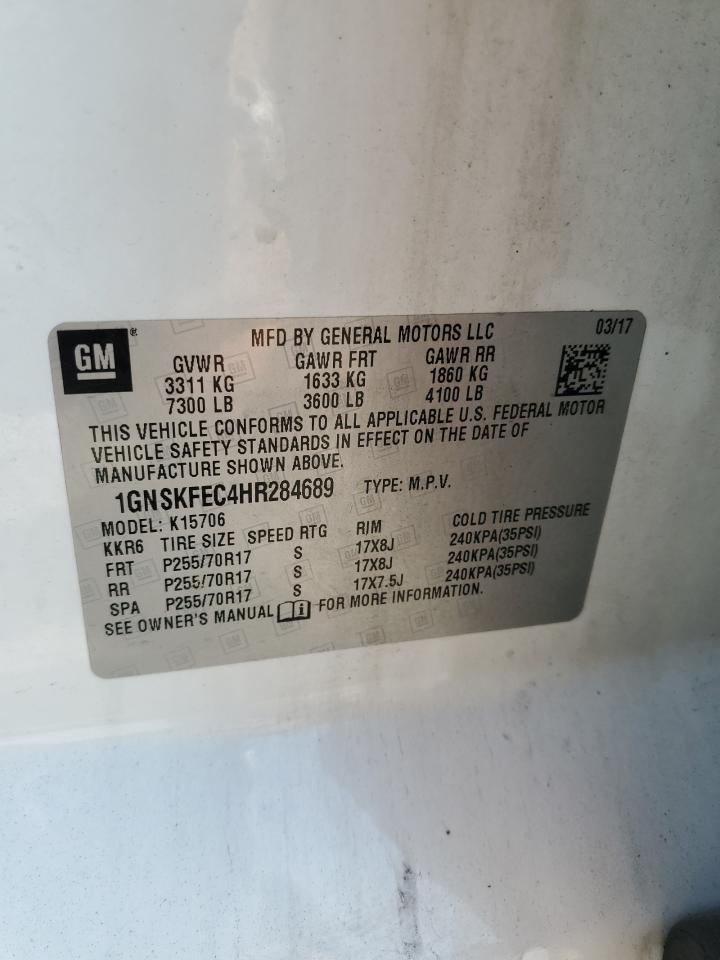 GM ®
MFD BY GENERAL MOTORS LLC 03/17
GVWR GAWR FRT GAWR RR
3311 KG 1633 KG 1860 KG
7300 LB 3600 LB 4100 LB
THIS VEHICLE CONFORMS TO ALL APPLICABLE U.S. FEDERAL MOTOR
VEHICLE SAFETY STANDARDS IN EFFECT ON THE DATE OF
MANUFACTURE SHOWN ABOVE.
1GNSKFEC4HR284689 TYPE: M.P.V.
MODEL: K15706
KKR6 TIRE SIZE SPEED RTG RIM COLD TIRE PRESSURE
FRT P255/70R17 S 17X8J 240KPA(35PSI)
RR P255/70R17 S 17X8J 240KPA(35PSI)
SPA P255/70R17 S 17X7.5J 240KPA(35PSI)
SEE OWNER'S MANUAL i FOR MORE INFORMATION.